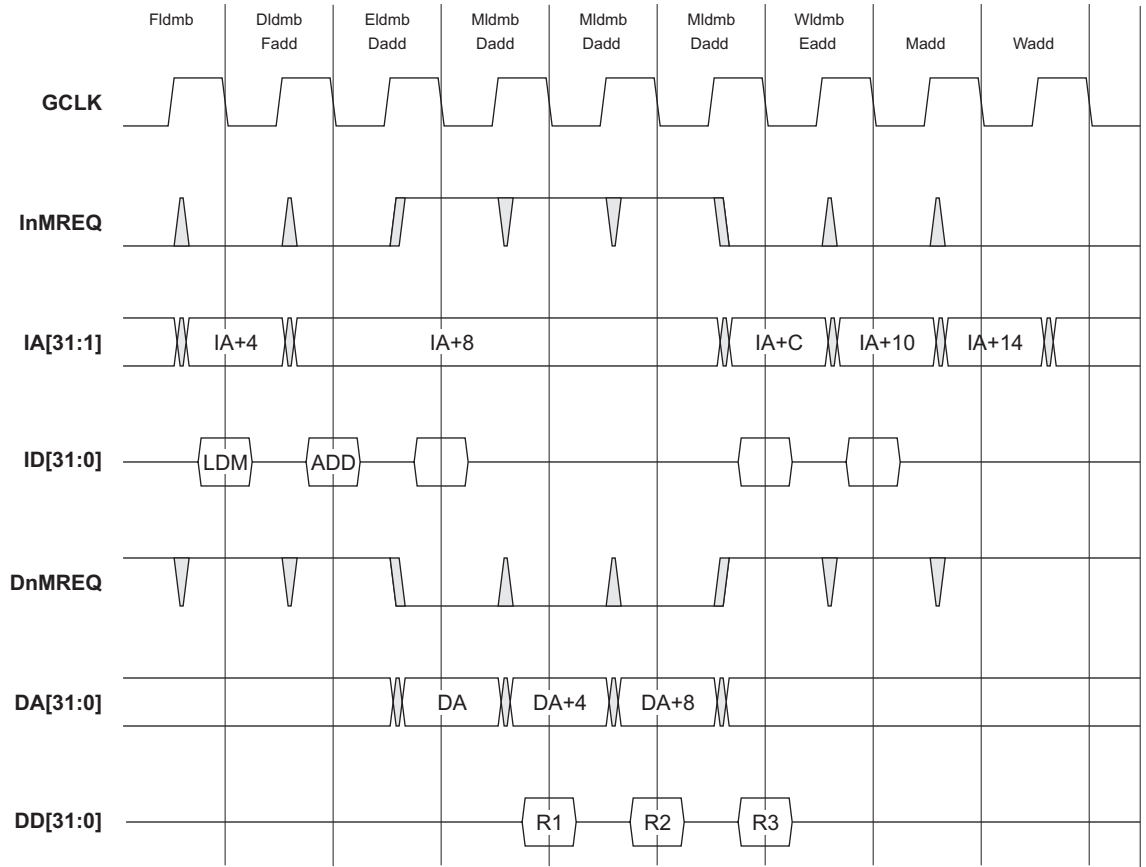 Fldmb Dldmb Eldmb Mldmb Mldmb Mldmb Wldmb
Fadd Dadd Dadd Dadd Dadd Eadd Madd Wadd
GCLK
InMREQ
IA[31:1] IA+4 IA+8 IA+C IA+10 IA+14
ID[31:0] LDM ADD
DnMREQ
DA[31:0] DA DA+4 DA+8
DD[31:0] R1 R2 R3